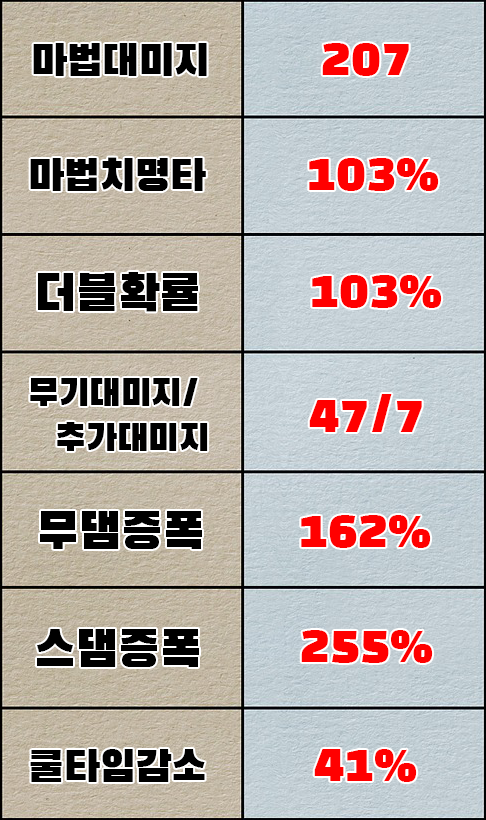 마법대미지 207
마법치명타 103%
더블확률 103%
무기대미지/
추가대미지 47/7
무댐증폭 162%
스댐증폭 255%
쿨타임감소 41%